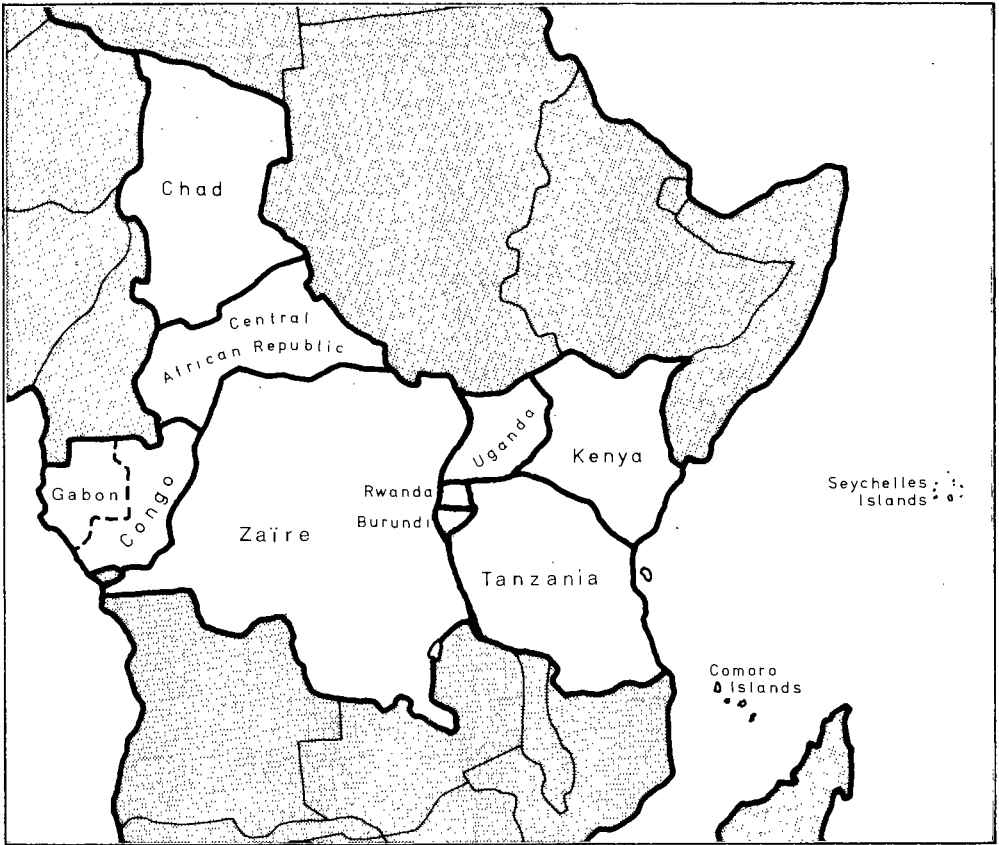 Chad
Central
African Republic
Uganda
Kenya
Gabon
Congo
Seychelles
Islands
Rwanda
Burundi
Zaïre
Tanzania
Comoro
Islands